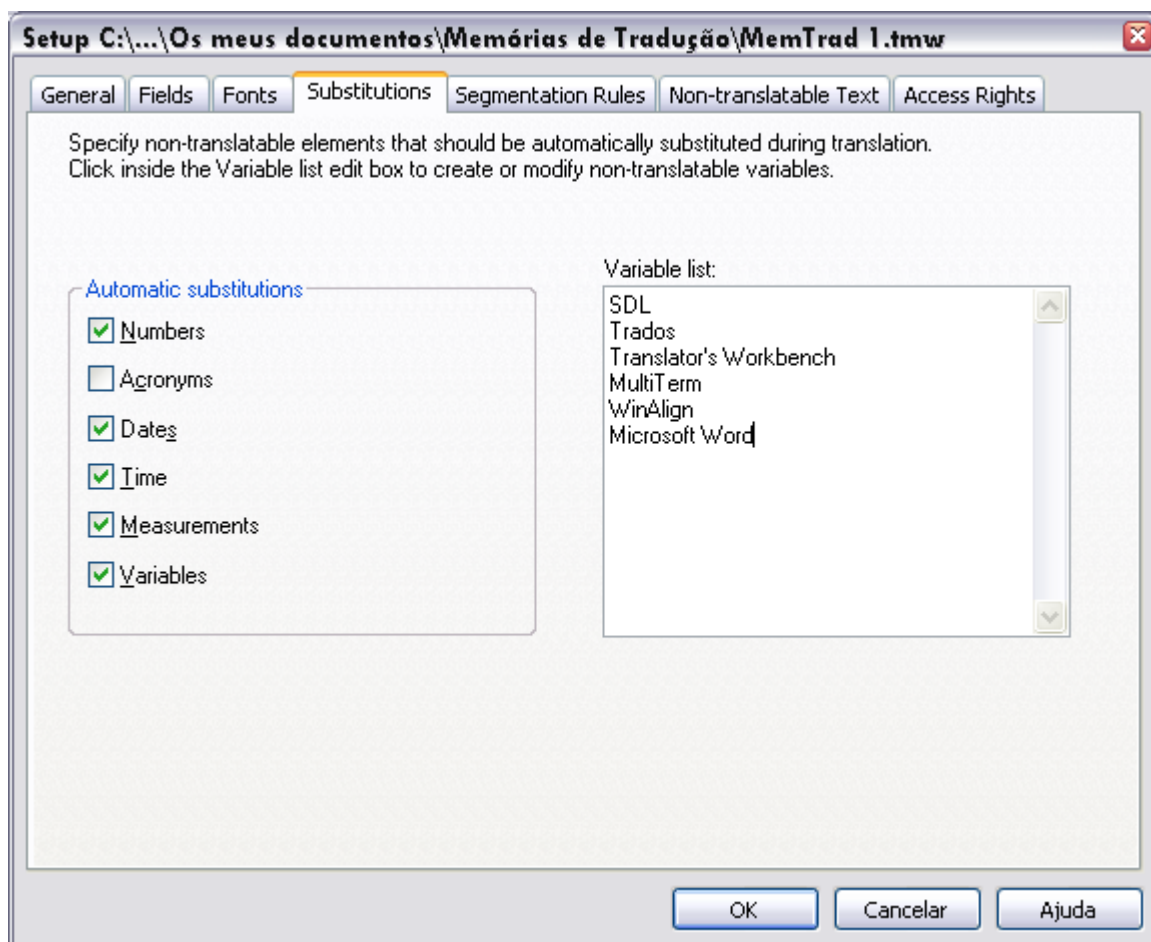 Setup C:\...\Os meus documentos\Memórias de Tradução\MemTrad 1.tmw
General Fields Fonts Substitutions Segmentation Rules Non-translatable Text Access Rights
Specify non-translatable elements that should be automatically substituted during translation.
Click inside the Variable list edit box to create or modify non-translatable variables.
Automatic substitutions
Numbers
Acronyms
Dates
Time
Measurements
Variables
Variable list:
SDL
Trados
Translator's Workbench
MultiTerm
WinAlign
Microsoft Word
OK Cancelar Ajuda